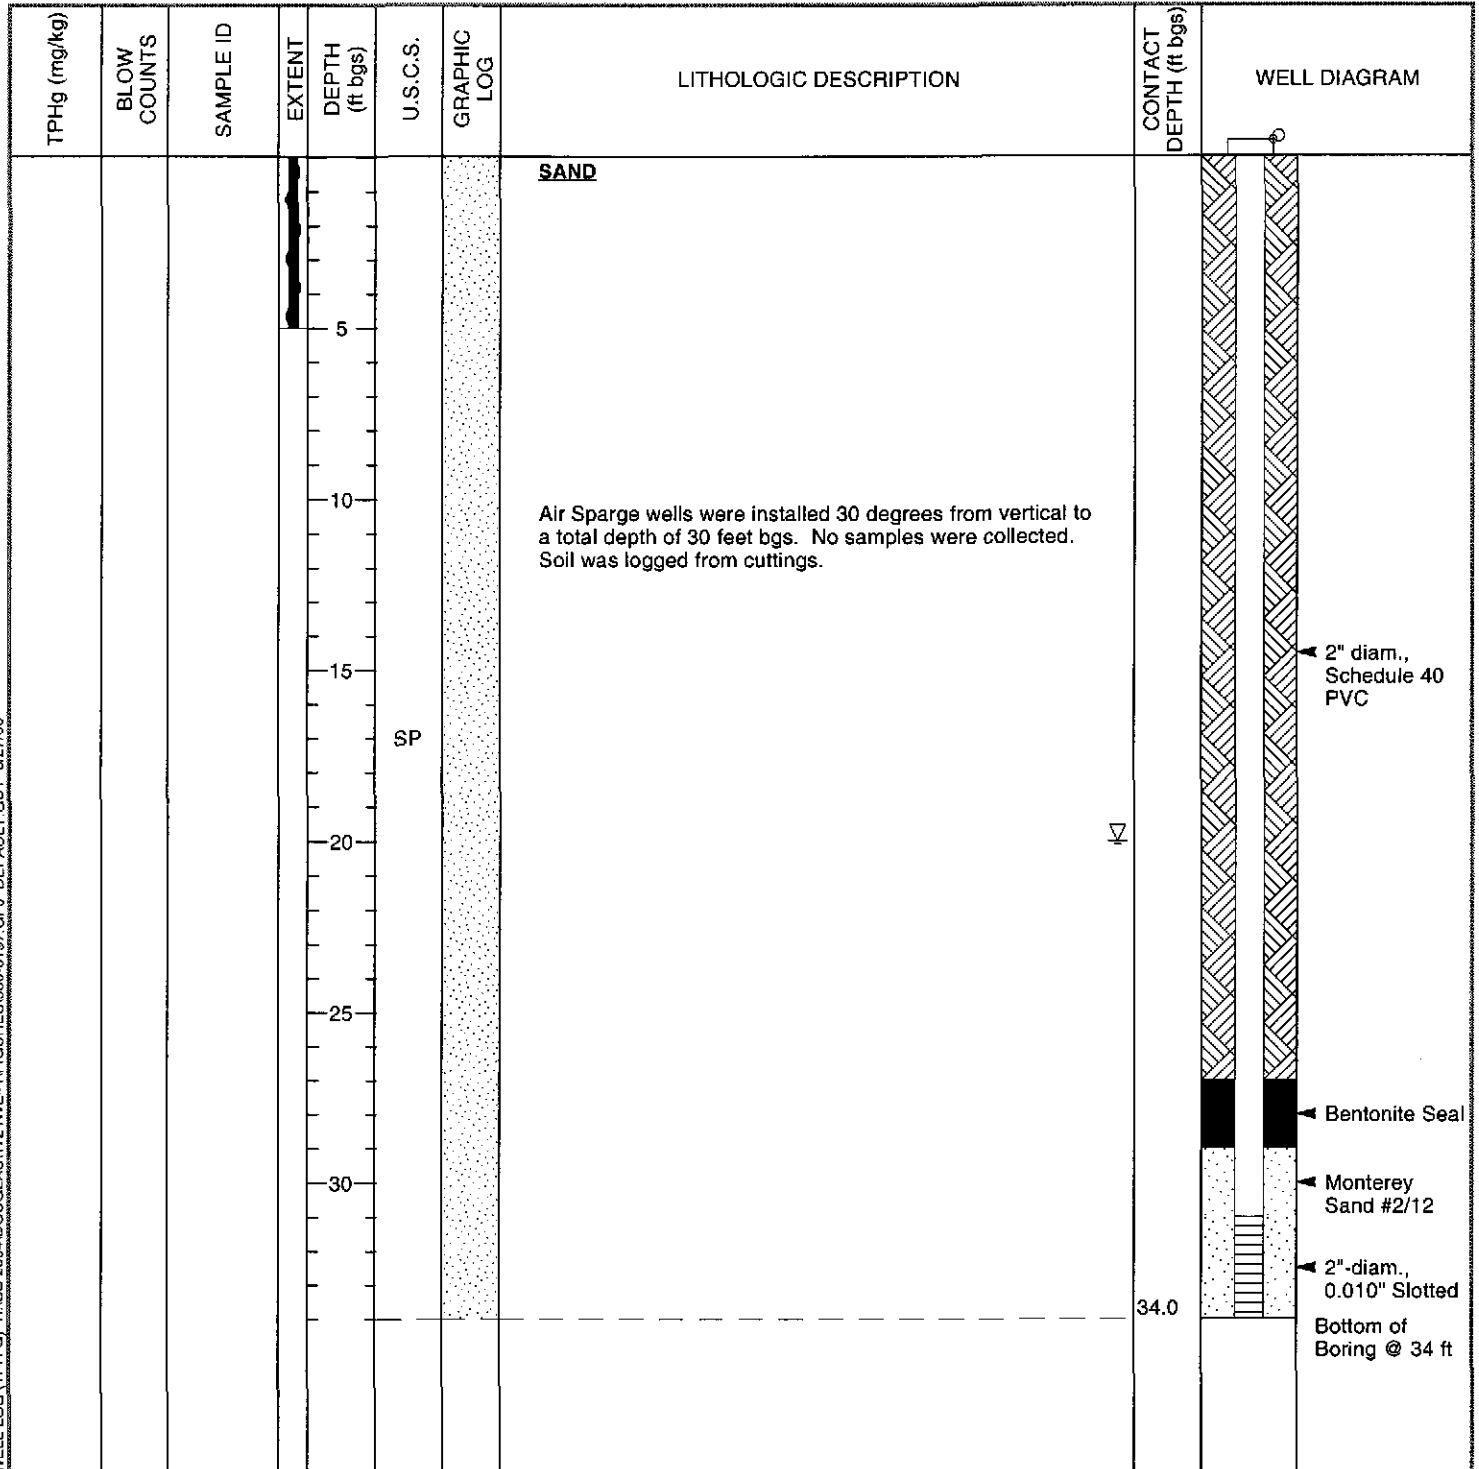 TPHg (mg/kg)
BLOW
COUNTS
SAMPLE ID
EXTENT
DEPTH
(ft bgs)
U.S.C.S.
GRAPHIC
LOG
LITHOLOGIC DESCRIPTION
CONTACT
DEPTH (ft bgs)
WELL DIAGRAM
SAND
5
10
Air Sparge wells were installed 30 degrees from vertical to
a total depth of 30 feet bgs. No samples were collected.
Soil was logged from cuttings.
15
2" diam.,
Schedule 40
PVC
SP
20
25
Bentonite Seal
30
Monterey
Sand #2/12
2"-diam.,
0.010" Slotted
34.0
Bottom of
Boring @ 34 ft